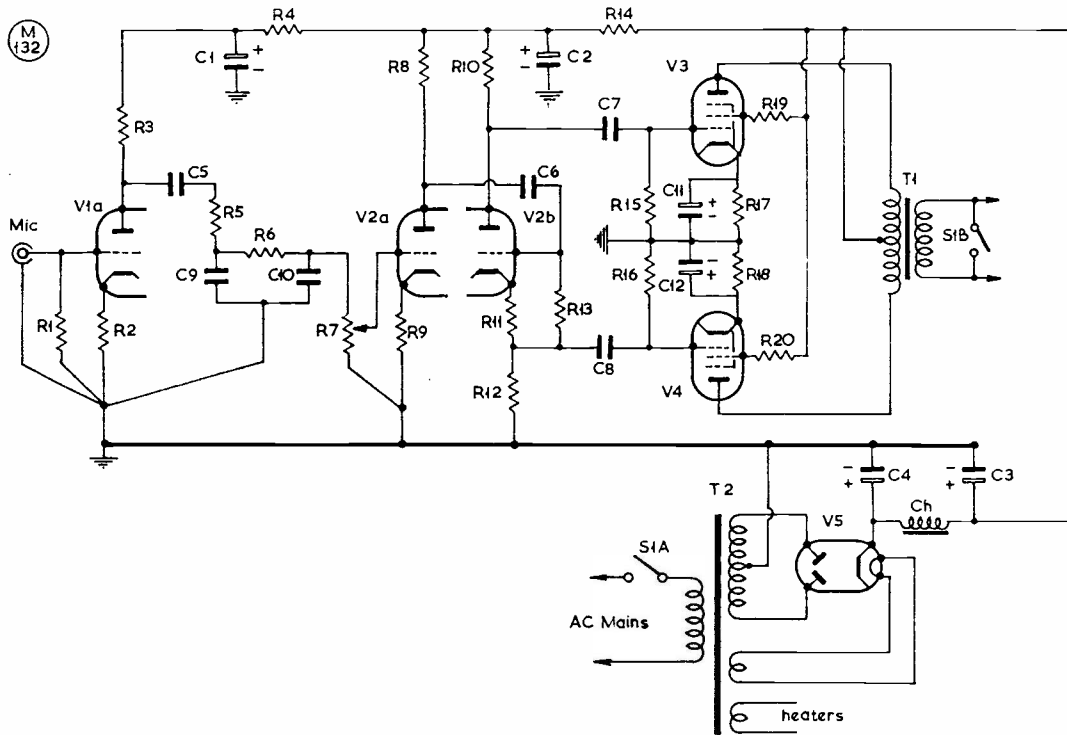 M
132
R4
R14
C1
+
-
R8
R10
+
-
C2
V3
R3
C7
R19
C5
C6
C11
+
-
T1
V1a
R5
V2a
V2b
R15
R17
Mic
R6
S1B
R16
C9
C10
C12
-
+
R18
R13
R1
R2
R7
R9
R11
R20
C8
R12
V4
-
+
C4
-
+
C3
T2
V5
Ch
S1A
AC Mains
heaters